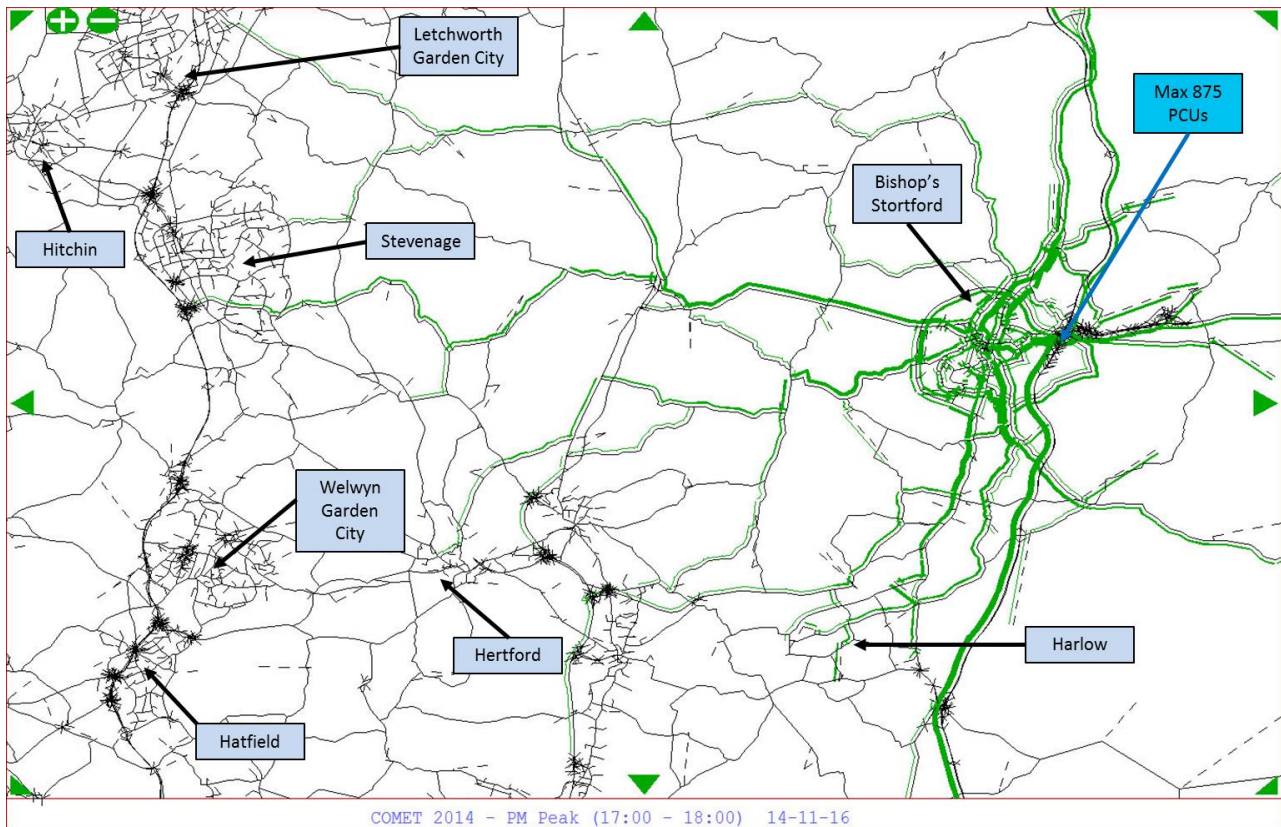 Letchworth
Garden City
Max 875
PCUs
Bishop's
Stortford
Hitchin
Stevenage
Welwyn
Garden
City
Hertford
Harlow
Hatfield
COMET 2014 - PM Peak (17:00 - 18:00) 14-11-16